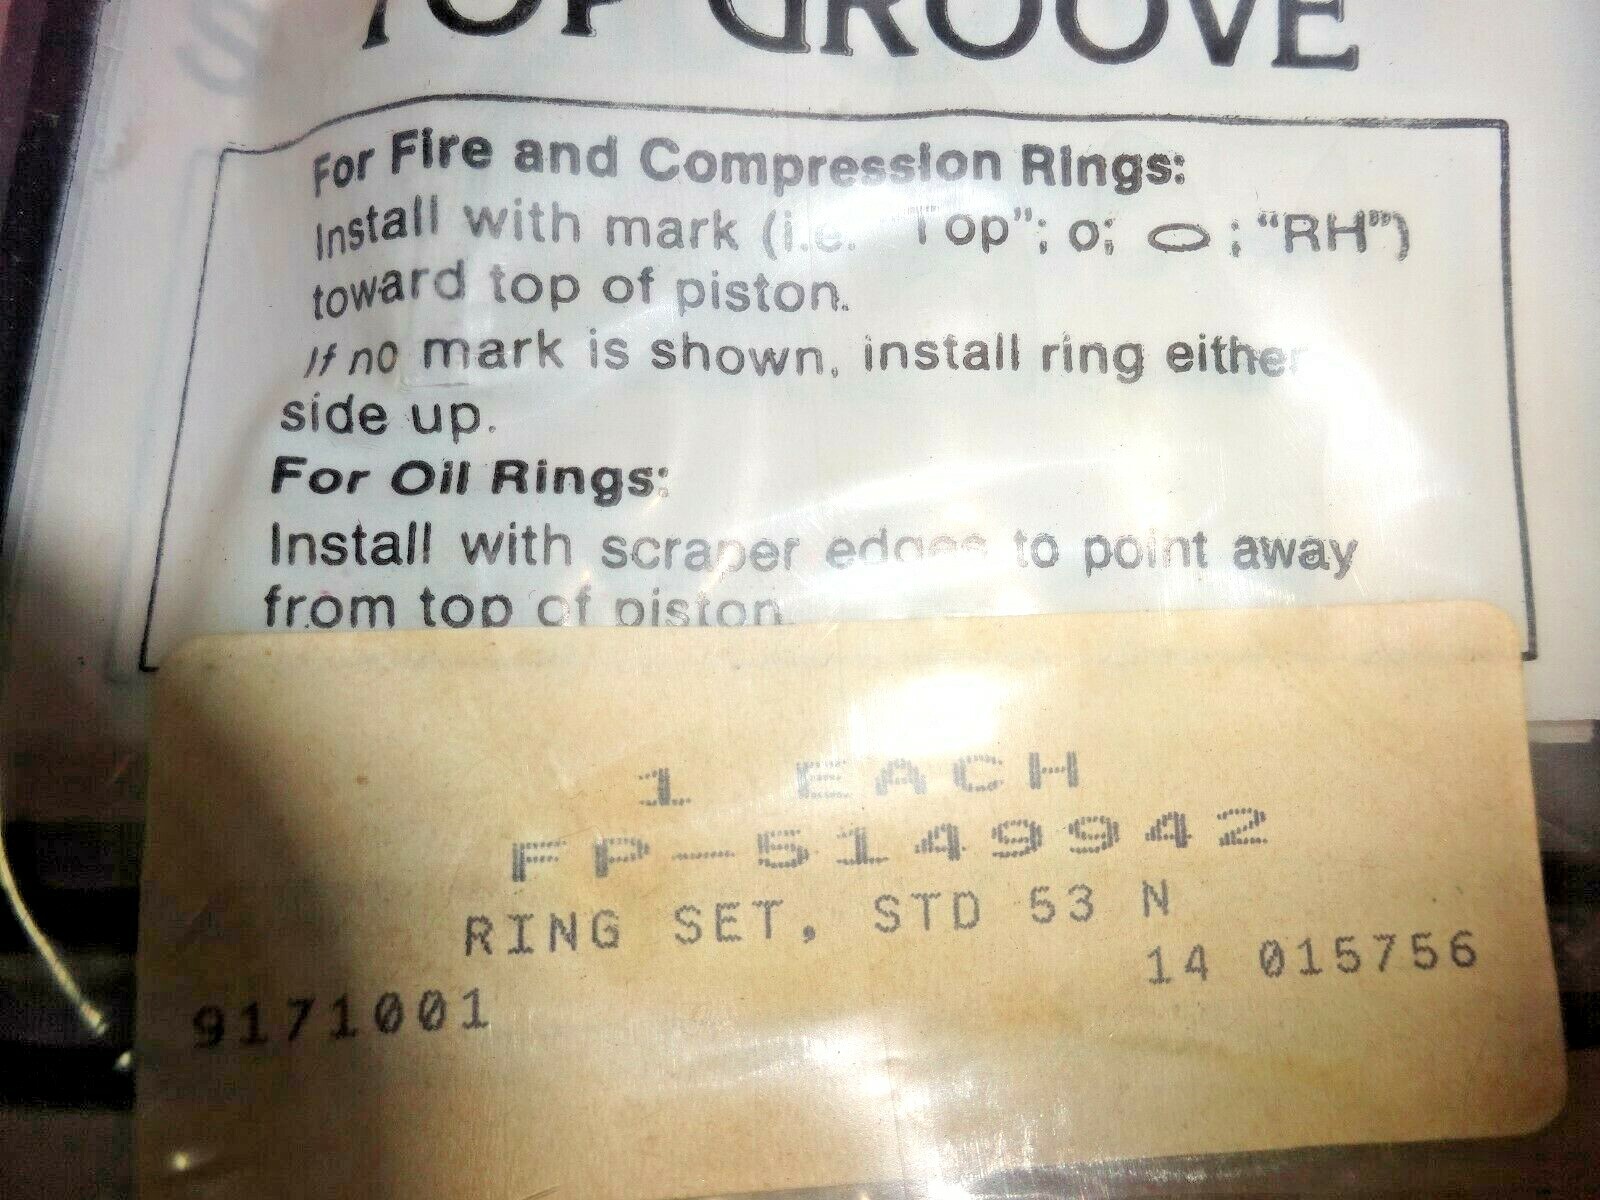 TOP GROOVE
For Fire and Compression Rings:
Install with mark (i.e. "Top"; o; ⬭ ; "RH")
toward top of piston.
If no mark is shown, install ring either
side up.
For Oil Rings:
Install with scraper edges to point away
from top of piston.
1 EACH
FP-5149942
RING SET, STD 53 N
14 015756
9171001